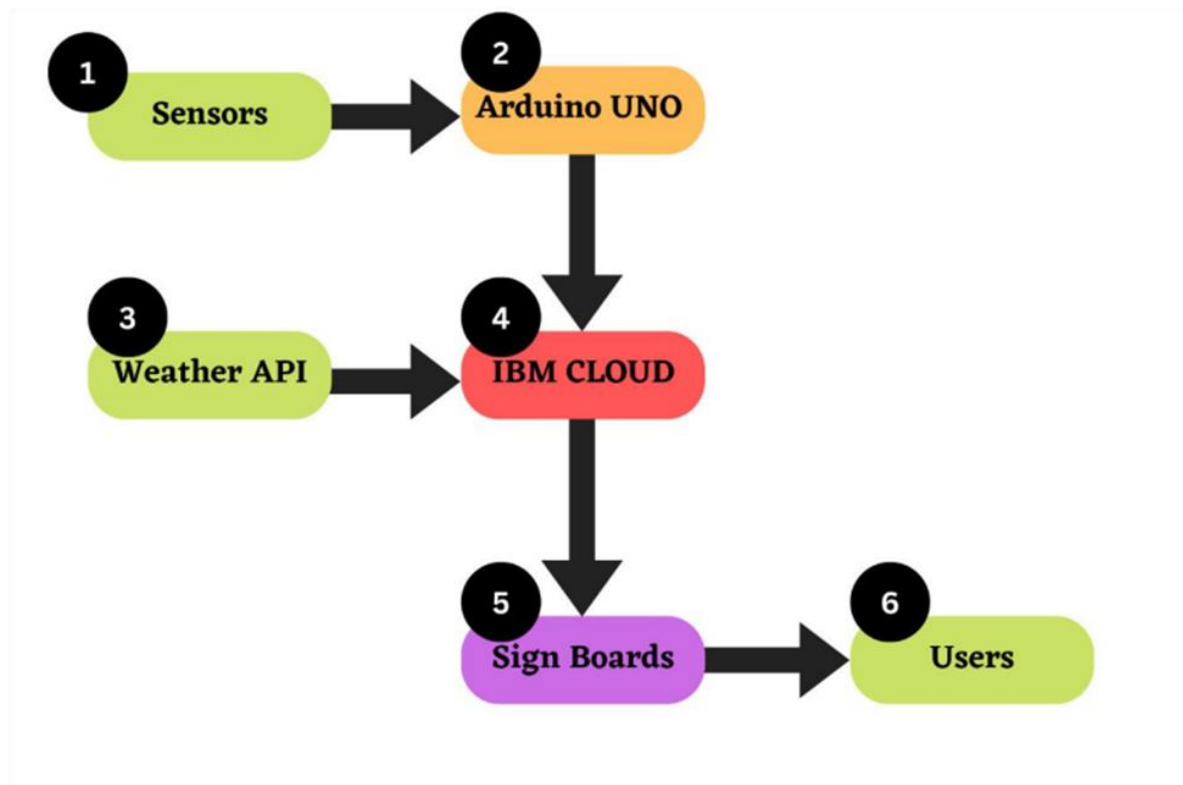 1
Sensors
2
Arduino UNO
3
Weather API
4
IBM CLOUD
5
Sign Boards
6
Users